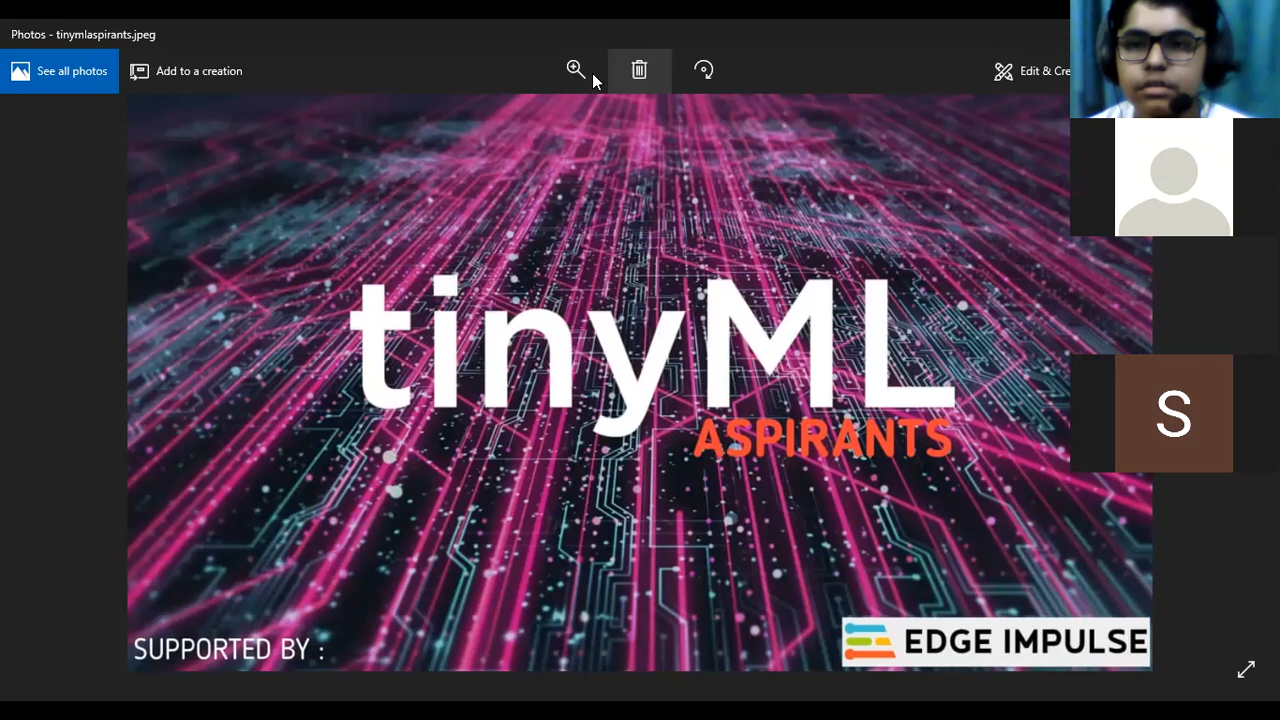 Photos - tinymlaspirants.jpeg
See all photos
Add to a creation
Edit & Cre
tinyML
ASPIRANTS
S
SUPPORTED BY :
EDGE IMPULSE